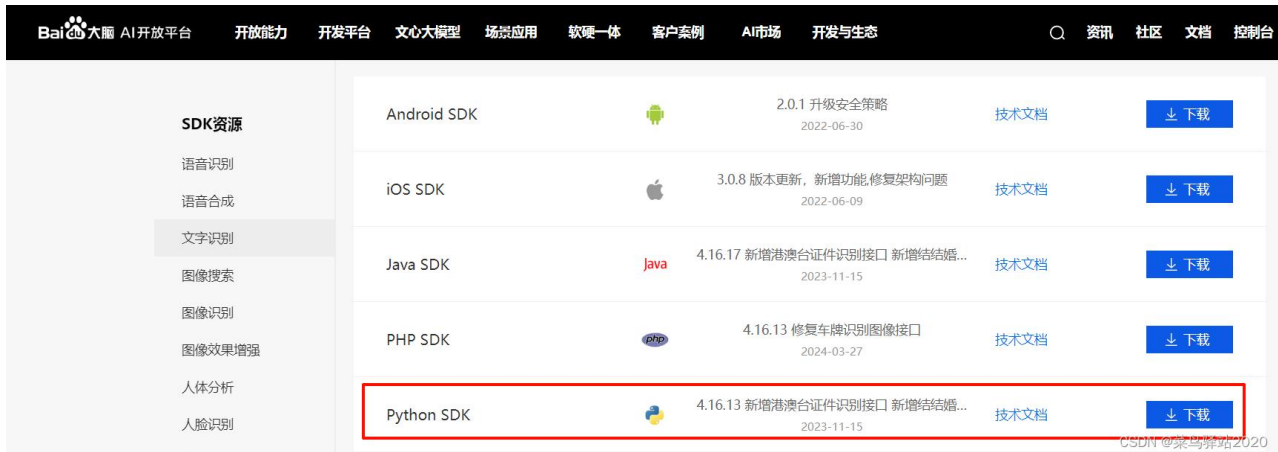 Bai du 大脑 AI开放平台 开放能力 开发平台 文心大模型 场景应用 软硬一体 客户案例 AI市场 开发与生态 资讯 社区 文档 控制台
SDK资源
语音识别
语音合成
文字识别
图像搜索
图像识别
图像效果增强
人体分析
人脸识别
Android SDK 2.0.1 升级安全策略 技术文档 下载
2022-06-30
iOS SDK 3.0.8 版本更新，新增功能,修复架构问题 技术文档 下载
2022-06-09
Java SDK Java 4.16.17 新增港澳台证件识别接口 新增结结婚... 技术文档 下载
2023-11-15
PHP SDK php 4.16.13 修复车牌识别图像接口 技术文档 下载
2024-03-27
Python SDK 4.16.13 新增港澳台证件识别接口 新增结结婚... 技术文档 下载
2023-11-15
CSDN @菜鸟驿站2020